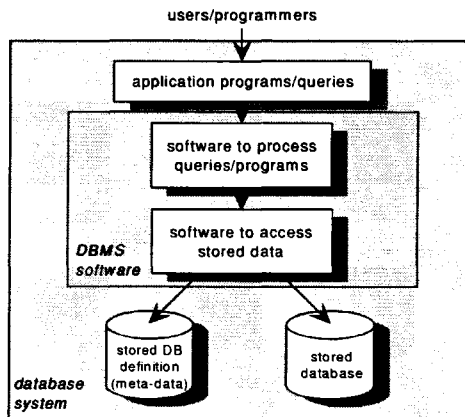 users/programmers
application programs/queries
software to process
queries/programs
software to access
stored data
DBMS
software
stored DB
definition
(meta-data)
stored
database
database
system